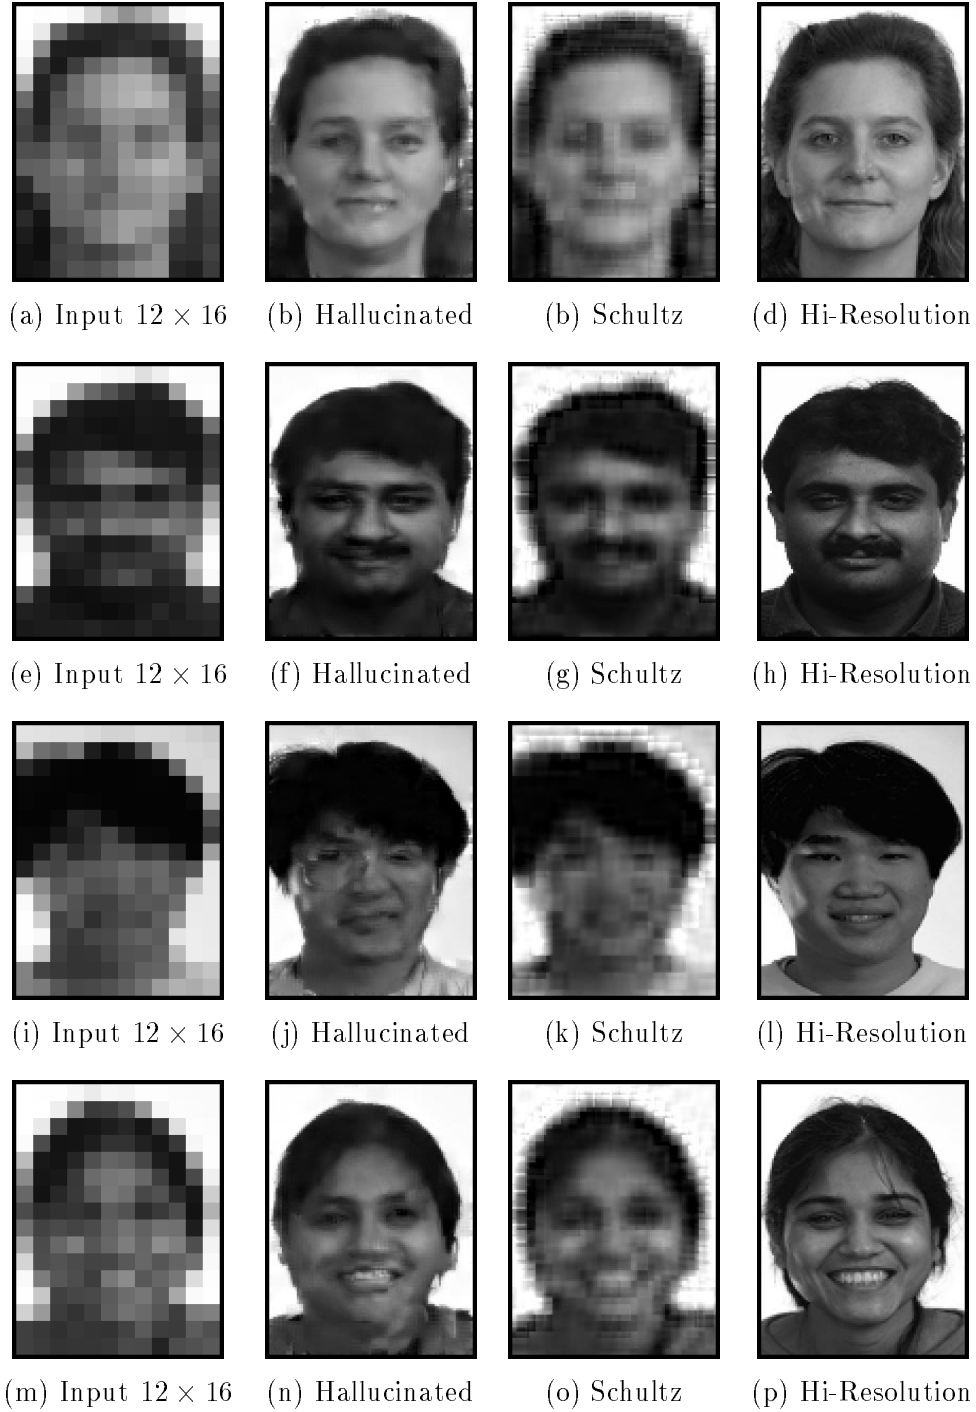 (a) Input 12 × 16 (b) Hallucinated (b) Schultz (d) Hi-Resolution
(e) Input 12 × 16 (f) Hallucinated (g) Schultz (h) Hi-Resolution
(i) Input 12 × 16 (j) Hallucinated (k) Schultz (l) Hi-Resolution
(m) Input 12 × 16 (n) Hallucinated (o) Schultz (p) Hi-Resolution